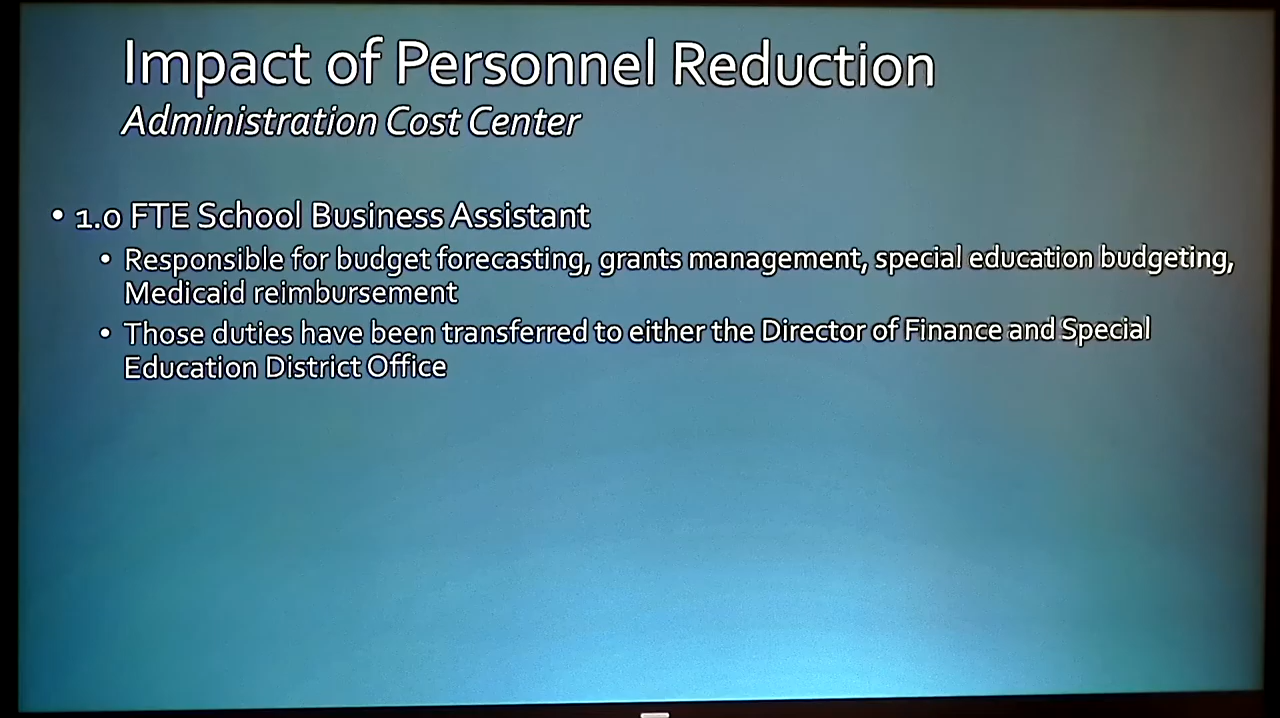 Impact of Personnel Reduction
Administration Cost Center
• 1.0 FTE School Business Assistant
• Responsible for budget forecasting, grants management, special education budgeting,
Medicaid reimbursement
• Those duties have been transferred to either the Director of Finance and Special
Education District Office